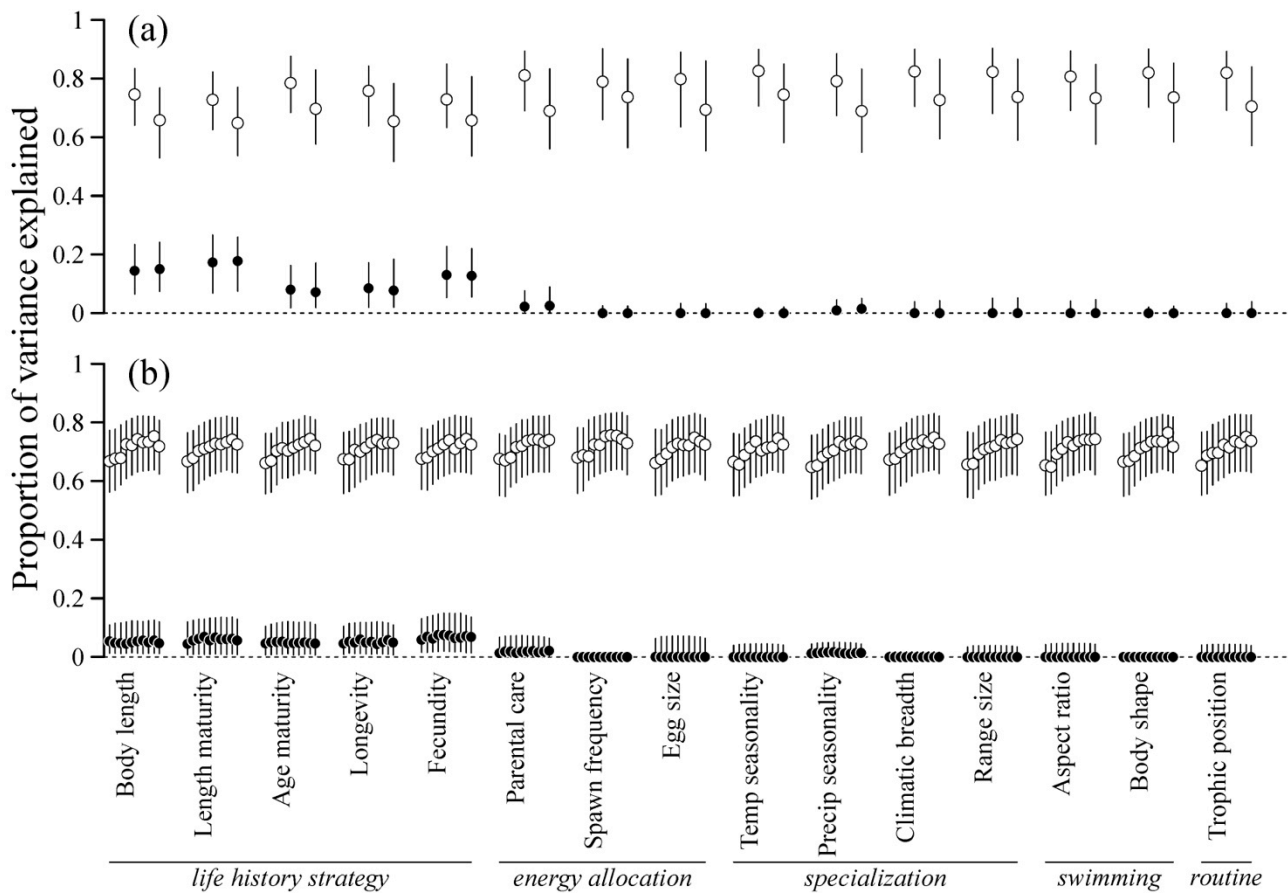 Proportion of variance explained
(a)
1
0.8
0.6
0.4
0.2
0
(b)
1
0.8
0.6
0.4
0.2
0
Body length
Length maturity
Age maturity
Longevity
Fecundity
Parental care
Spawn frequency
Egg size
Temp seasonality
Precip seasonality
Climatic breadth
Range size
Aspect ratio
Body shape
Trophic position
life history strategy
energy allocation
specialization
swimming
routine